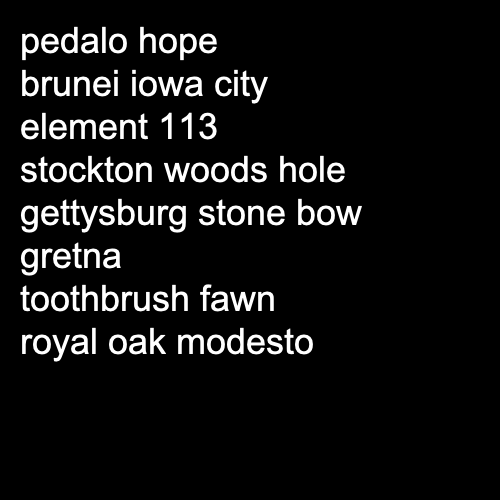 pedalo hope
brunei iowa city
element 113
stockton woods hole
gettysburg stone bow
gretna
toothbrush fawn
royal oak modesto